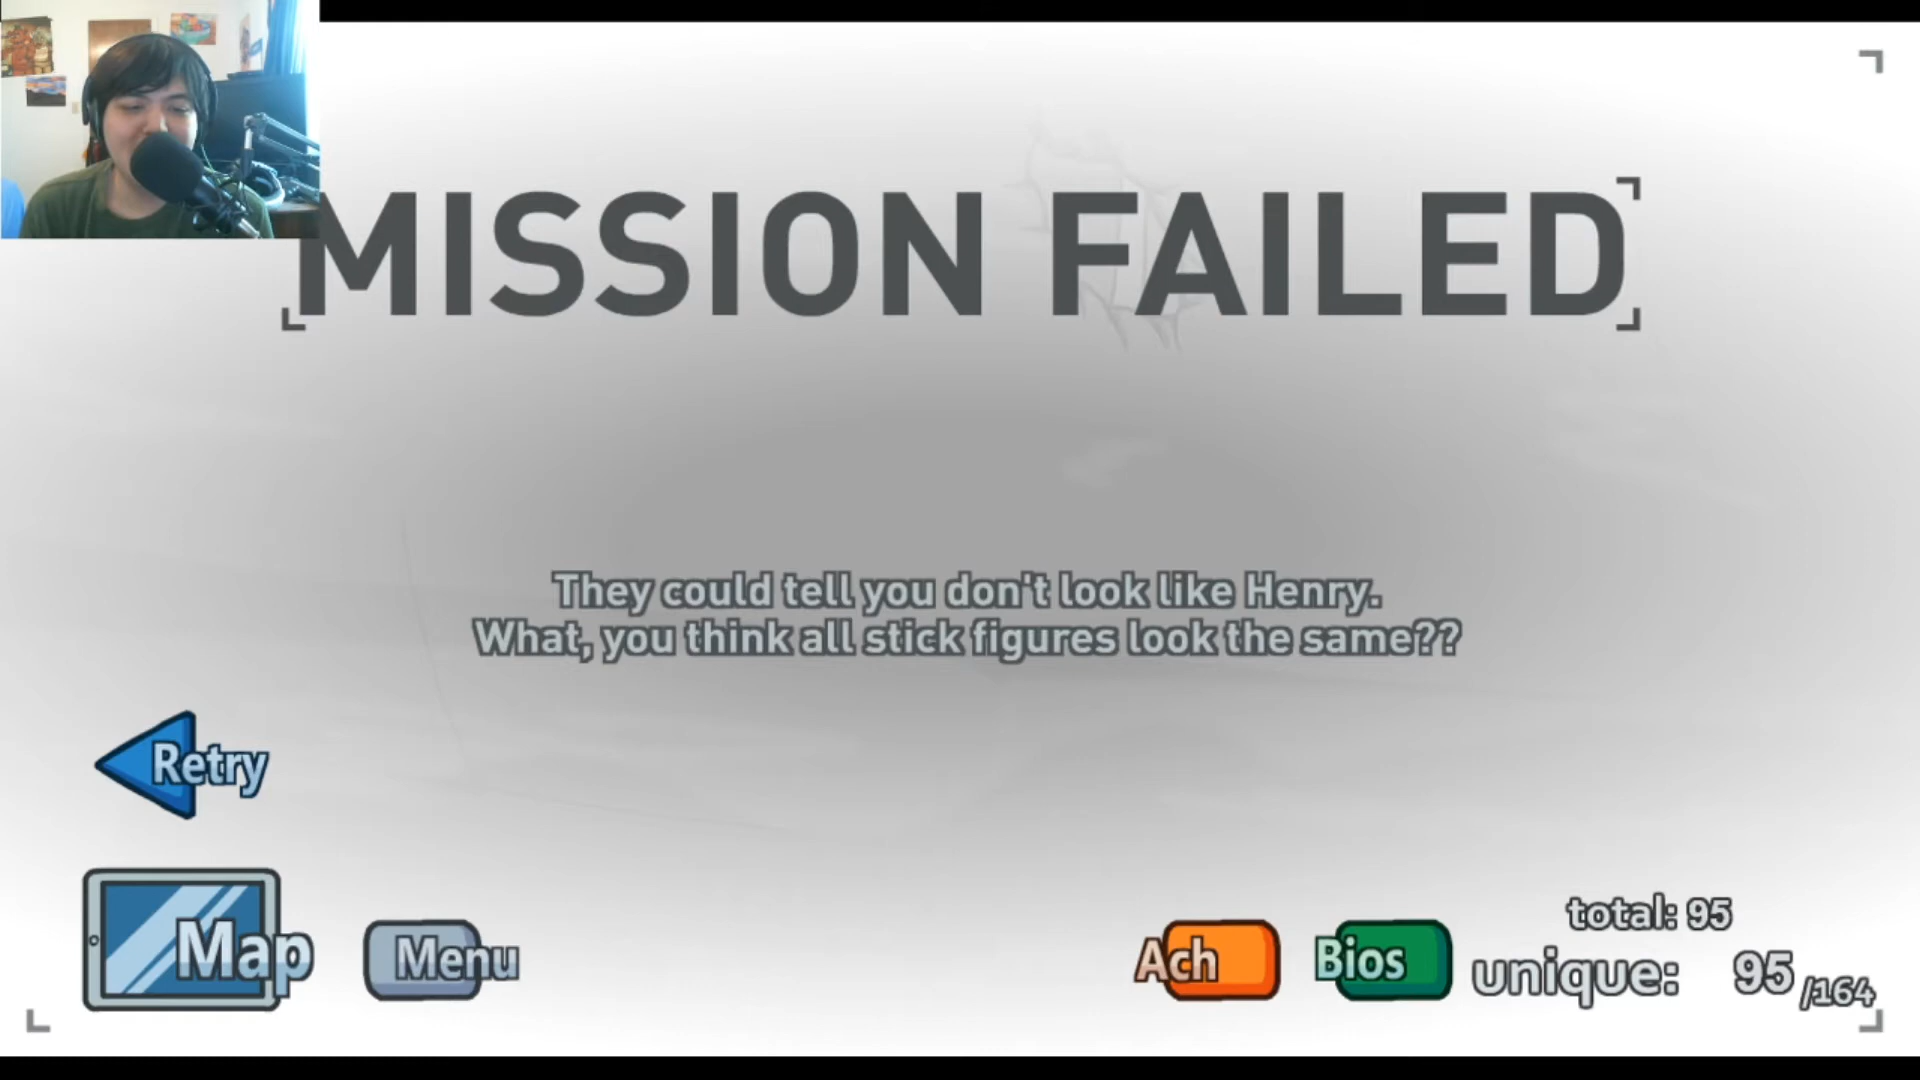 MISSION FAILED
They could tell you don't look like Henry.
What, you think all stick figures look the same??
Retry
Map
Menu
Ach
Bios
total: 95
unique: 95/164